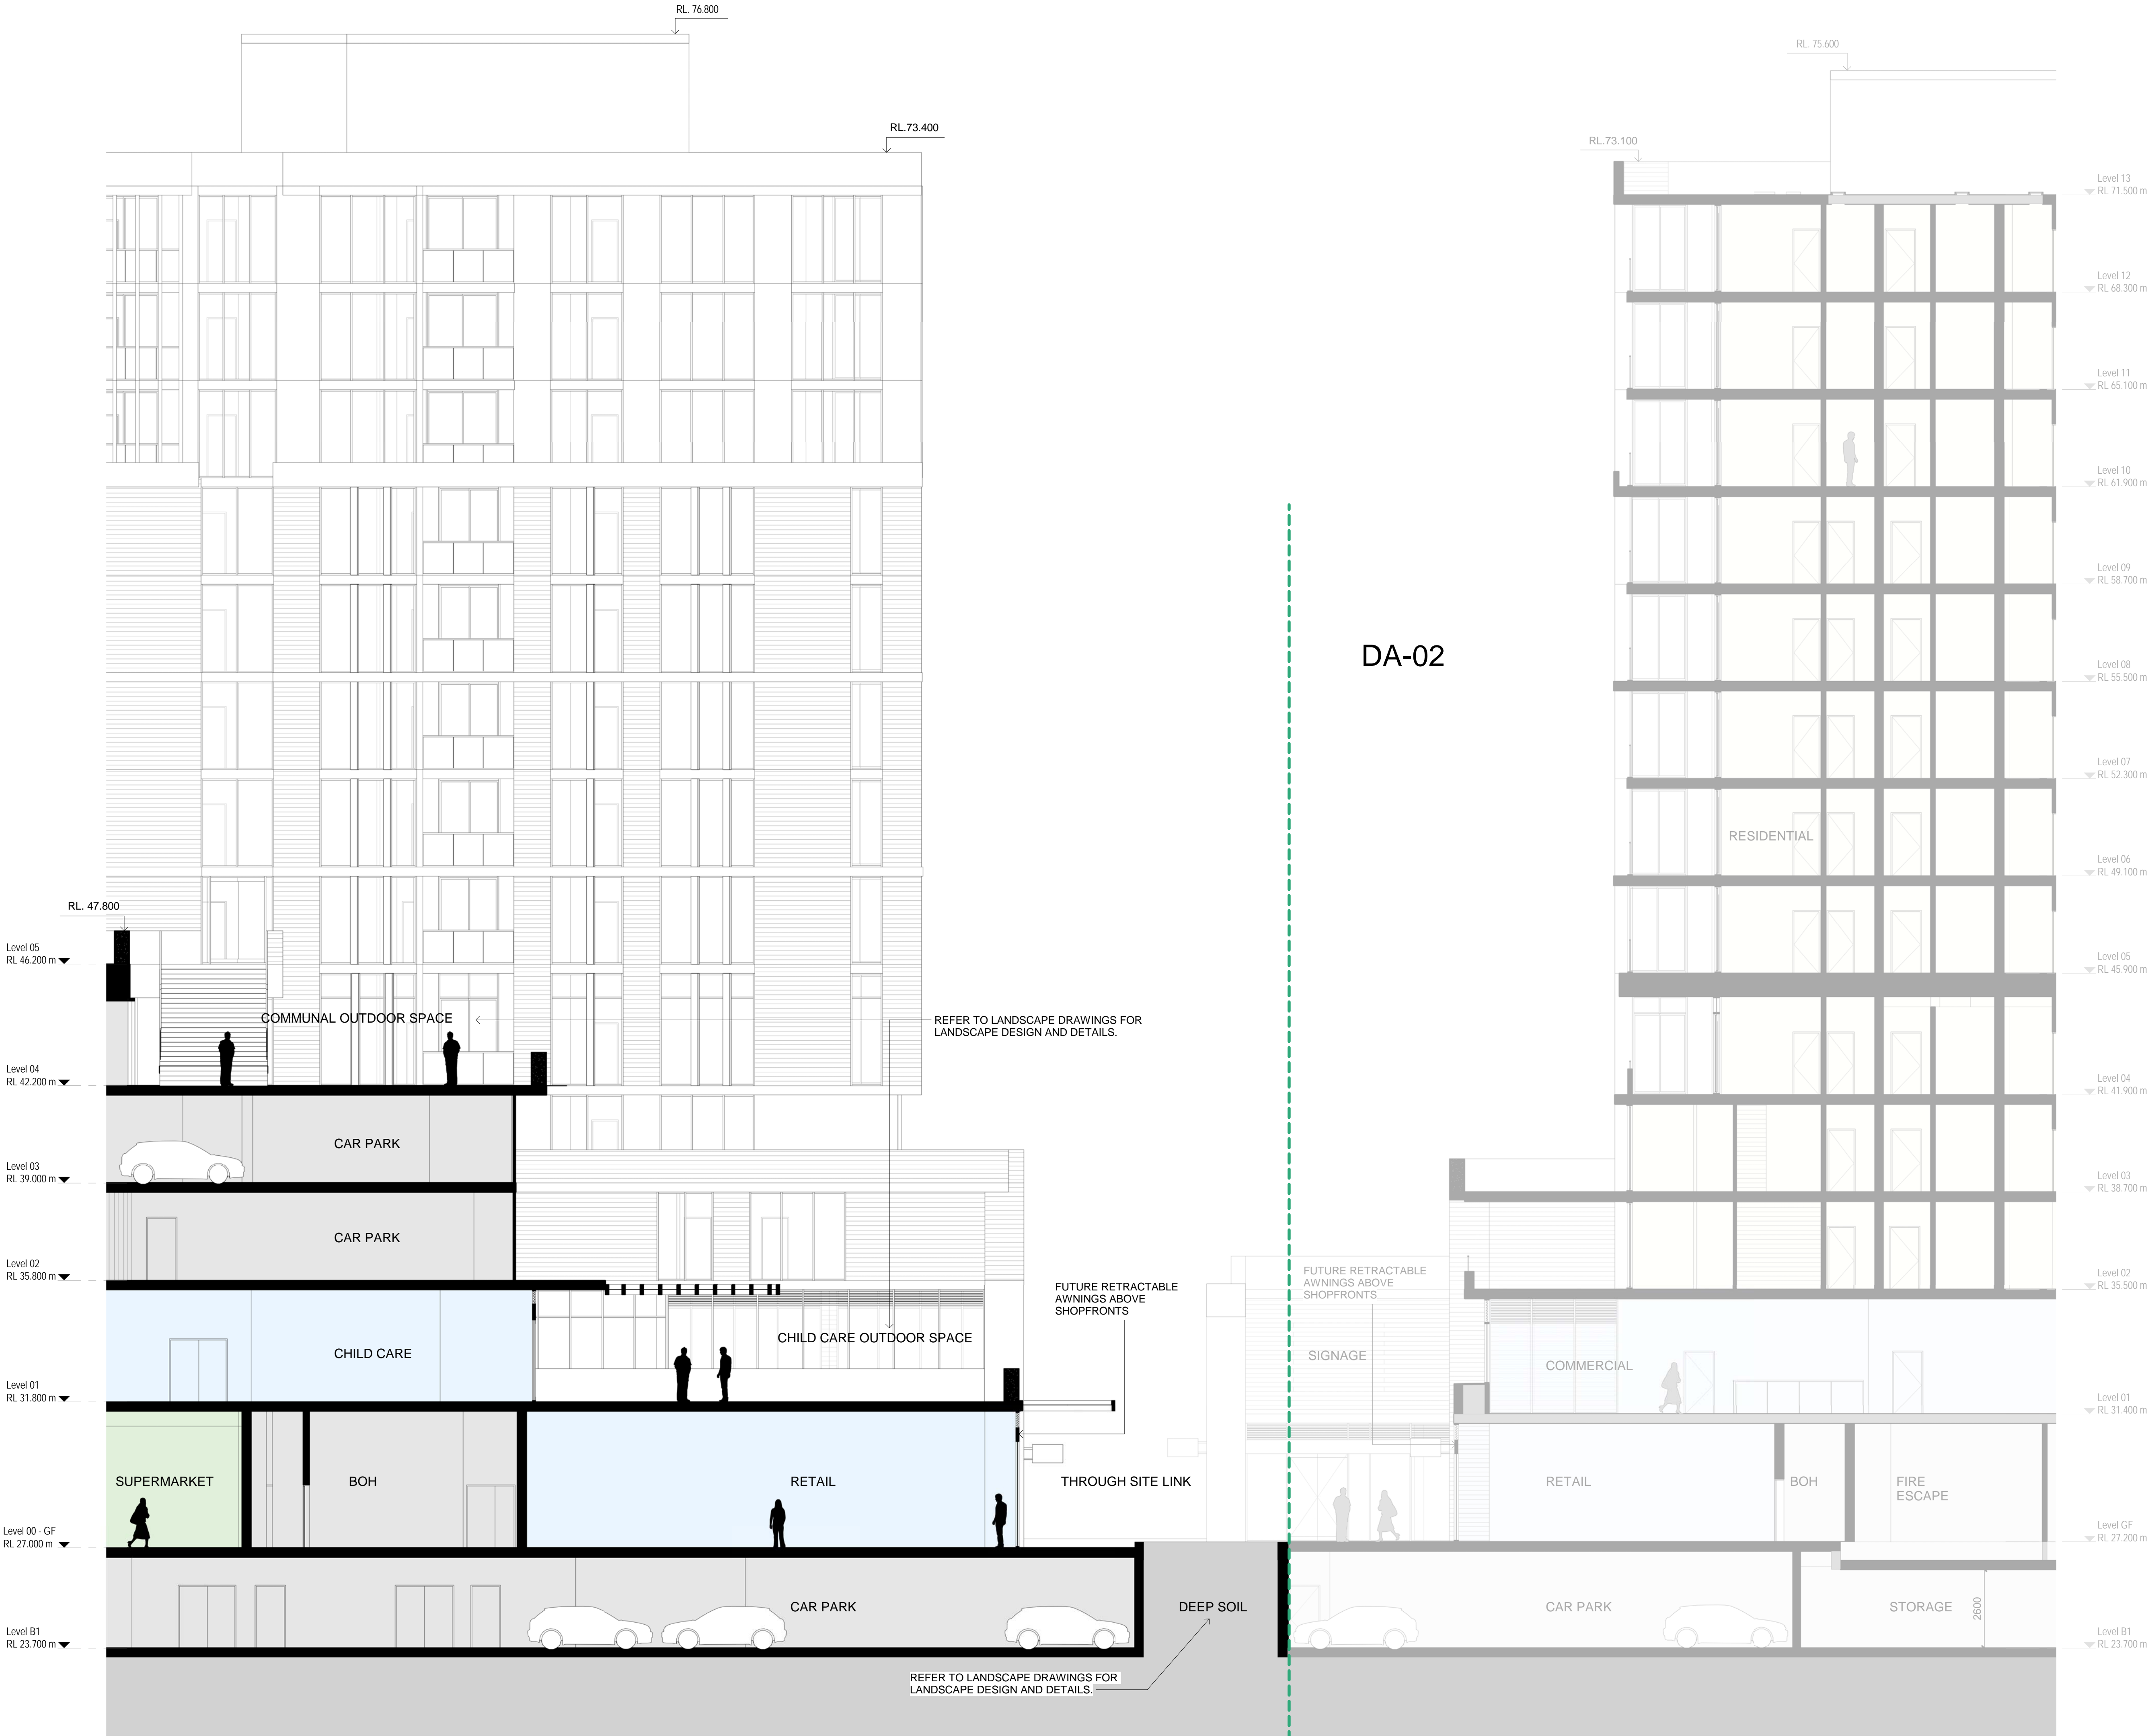 RL. 76.800
RL. 75.600
RL.73.400
RL.73.100
Level 13
RL 71.500 m
Level 12
RL 68.300 m
Level 11
RL 65.100 m
Level 10
RL 61.900 m
Level 09
RL 58.700 m
DA-02
Level 08
RL 55.500 m
Level 07
RL 52.300 m
RESIDENTIAL
Level 06
RL 49.100 m
RL. 47.800
Level 05
RL 46.200 m
Level 05
RL 45.900 m
COMMUNAL OUTDOOR SPACE
REFER TO LANDSCAPE DRAWINGS FOR
LANDSCAPE DESIGN AND DETAILS.
Level 04
RL 42.200 m
Level 04
RL 41.900 m
CAR PARK
Level 03
RL 39.000 m
Level 03
RL 38.700 m
CAR PARK
Level 02
RL 35.800 m
Level 02
RL 35.500 m
FUTURE RETRACTABLE
AWNINGS ABOVE
SHOPFRONTS
FUTURE RETRACTABLE
AWNINGS ABOVE
SHOPFRONTS
CHILD CARE
CHILD CARE OUTDOOR SPACE
SIGNAGE
COMMERCIAL
Level 01
RL 31.800 m
Level 01
RL 31.400 m
SUPERMARKET
BOH
RETAIL
THROUGH SITE LINK
RETAIL
BOH
FIRE
ESCAPE
Level 00 - GF
RL 27.000 m
Level GF
RL 27.200 m
CAR PARK
DEEP SOIL
CAR PARK
STORAGE
2600
Level B1
RL 23.700 m
Level B1
RL 23.700 m
REFER TO LANDSCAPE DRAWINGS FOR
LANDSCAPE DESIGN AND DETAILS.